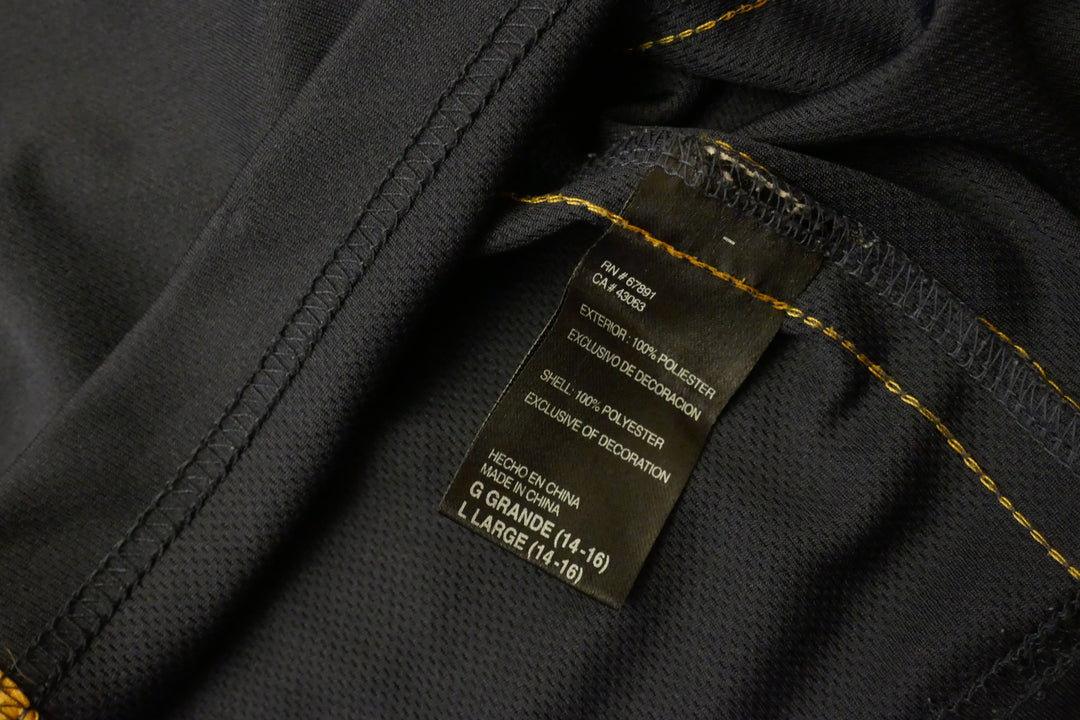 RN # 67891
CA # 43063
EXTERIOR: 100% POLIESTER
EXCLUSIVO DE DECORACION
SHELL: 100% POLYESTER
EXCLUSIVE OF DECORATION
HECHO EN CHINA
MADE IN CHINA
G GRANDE (14-16)
L LARGE (14-16)